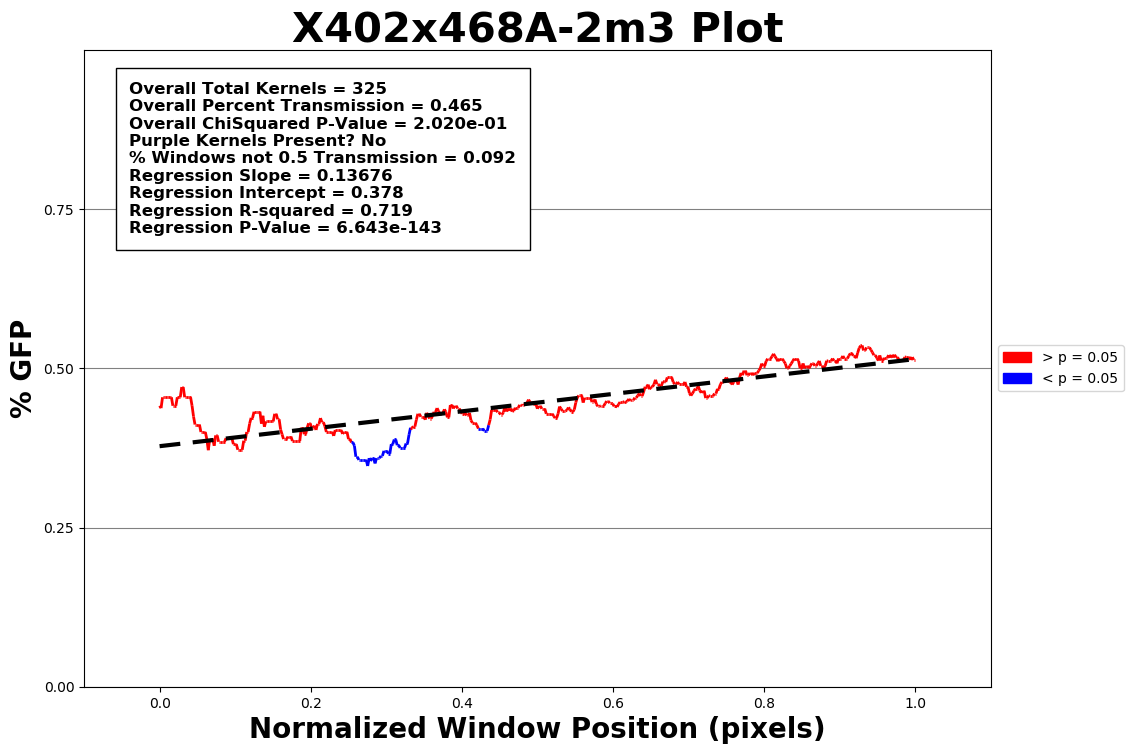 X402x468A-2m3 Plot
Overall Total Kernels = 325
Overall Percent Transmission = 0.465
Overall ChiSquared P-Value = 2.020e-01
Purple Kernels Present? No
% Windows not 0.5 Transmission = 0.092
Regression Slope = 0.13676
Regression Intercept = 0.378
Regression R-squared = 0.719
Regression P-Value = 6.643e-143
% GFP
0.75
0.50
0.25
0.00
> p = 0.05
< p = 0.05
0.0 0.2 0.4 0.6 0.8 1.0
Normalized Window Position (pixels)